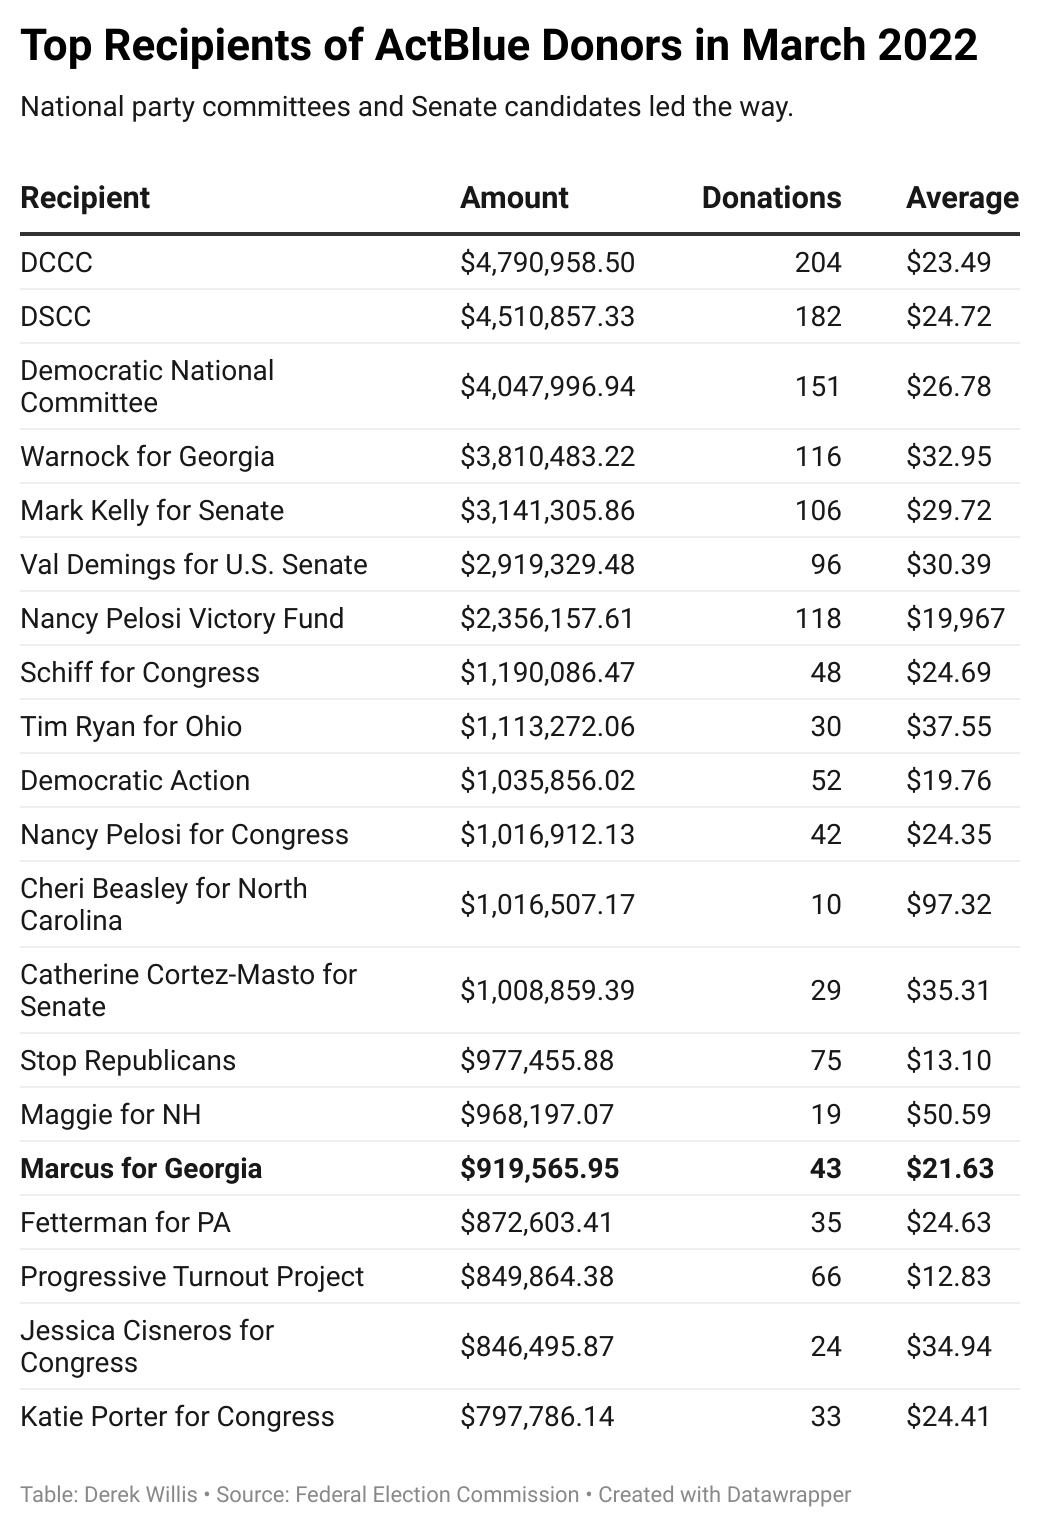 Top Recipients of ActBlue Donors in March 2022
National party committees and Senate candidates led the way.
Recipient Amount Donations Average
DCCC $4,790,958.50 204 $23.49
DSCC $4,510,857.33 182 $24.72
Democratic National
Committee $4,047,996.94 151 $26.78
Warnock for Georgia $3,810,483.22 116 $32.95
Mark Kelly for Senate $3,141,305.86 106 $29.72
Val Demings for U.S. Senate $2,919,329.48 96 $30.39
Nancy Pelosi Victory Fund $2,356,157.61 118 $19,967
Schiff for Congress $1,190,086.47 48 $24.69
Tim Ryan for Ohio $1,113,272.06 30 $37.55
Democratic Action $1,035,856.02 52 $19.76
Nancy Pelosi for Congress $1,016,912.13 42 $24.35
Cheri Beasley for North
Carolina $1,016,507.17 10 $97.32
Catherine Cortez-Masto for
Senate $1,008,859.39 29 $35.31
Stop Republicans $977,455.88 75 $13.10
Maggie for NH $968,197.07 19 $50.59
Marcus for Georgia $919,565.95 43 $21.63
Fetterman for PA $872,603.41 35 $24.63
Progressive Turnout Project $849,864.38 66 $12.83
Jessica Cisneros for
Congress $846,495.87 24 $34.94
Katie Porter for Congress $797,786.14 33 $24.41
Table: Derek Willis • Source: Federal Election Commission • Created with Datawrapper